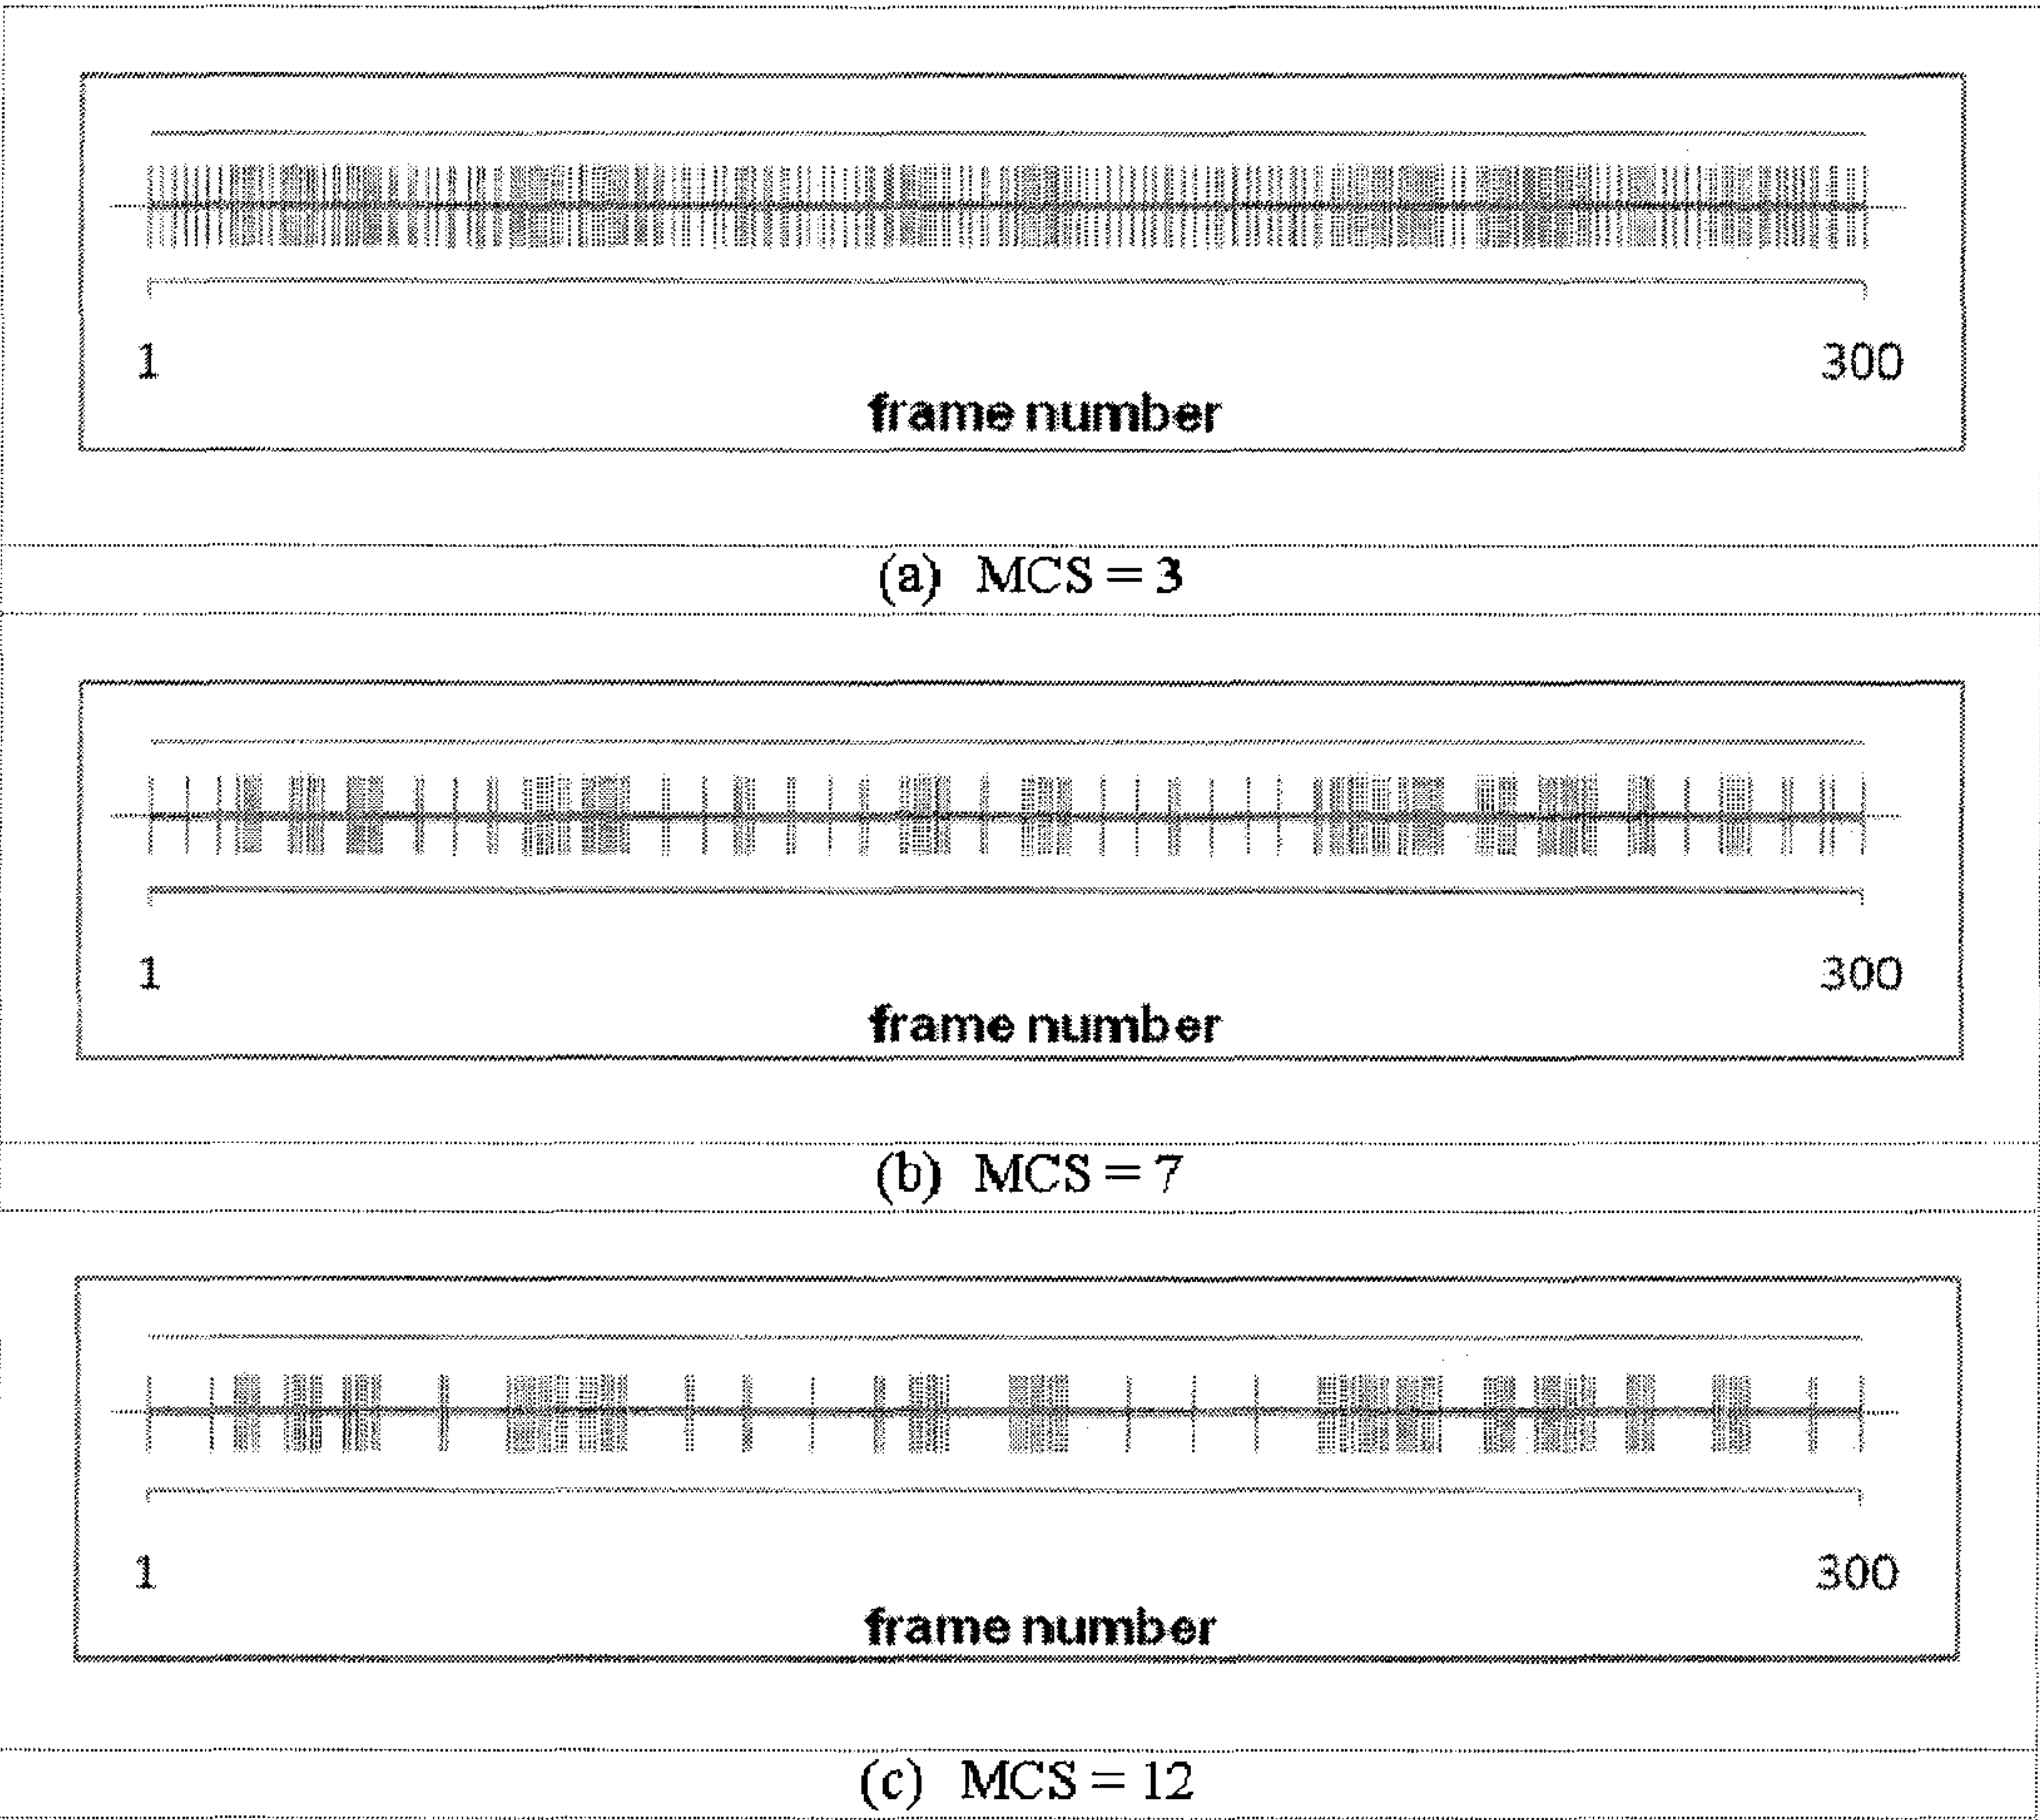 1 300
frame number
(a) MCS = 3
1 300
frame number
(b) MCS = 7
1 300
frame number
(c) MCS = 12